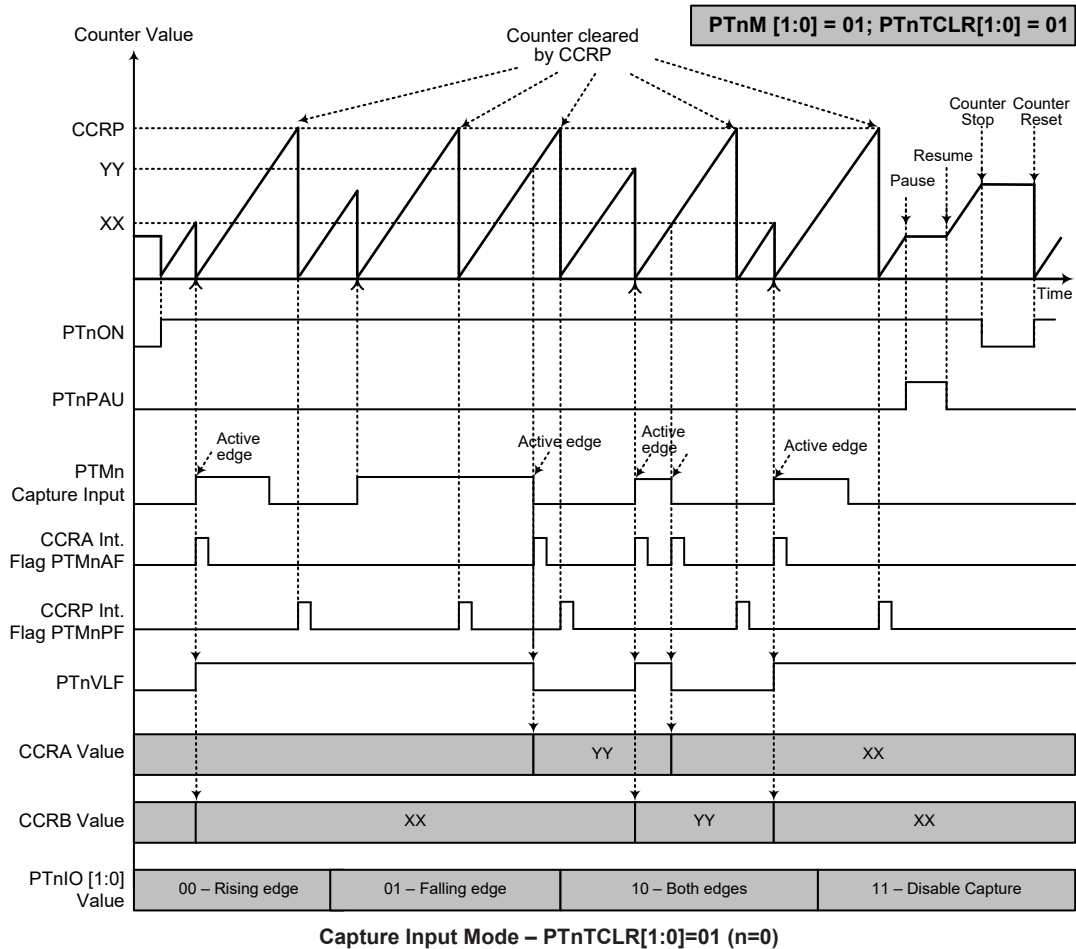 PTnM [1:0] = 01; PTnTCLR[1:0] = 01
Counter Value
Counter cleared
by CCRP
CCRP
YY
XX
Counter
Stop
Counter
Reset
Resume
Pause
Time
PTnON
PTnPAU
Active
edge
Active edge
Active
edge
Active edge
PTMn
Capture Input
CCRA Int.
Flag PTMnAF
CCRP Int.
Flag PTMnPF
PTnVLF
CCRA Value
YY
XX
CCRB Value
XX
YY
XX
PTnIO [1:0]
Value
00 – Rising edge
01 – Falling edge
10 – Both edges
11 – Disable Capture
Capture Input Mode – PTnTCLR[1:0]=01 (n=0)